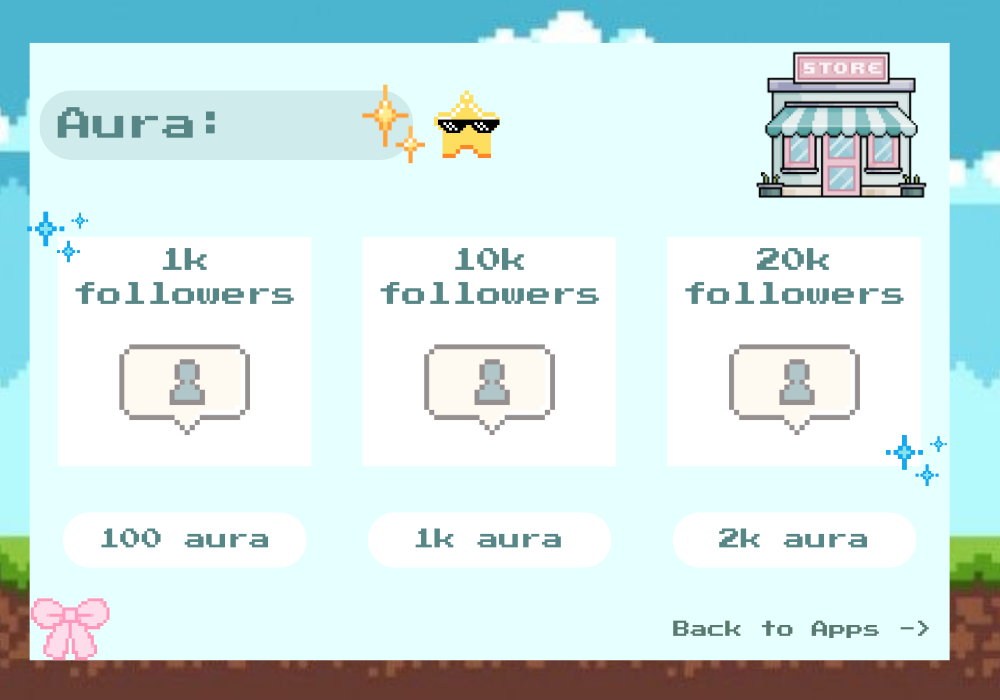 STORE
Aura:
1k
followers
10k
followers
20k
followers
100 aura
1k aura
2k aura
Back to Apps ->